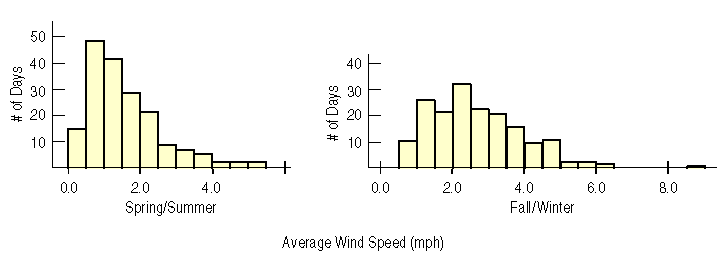 50
40
30
20
10
# of Days
0.0 2.0 4.0
Spring/Summer
40
30
20
10
# of Days
0.0 2.0 4.0 6.0 8.0
Fall/Winter
Average Wind Speed (mph)